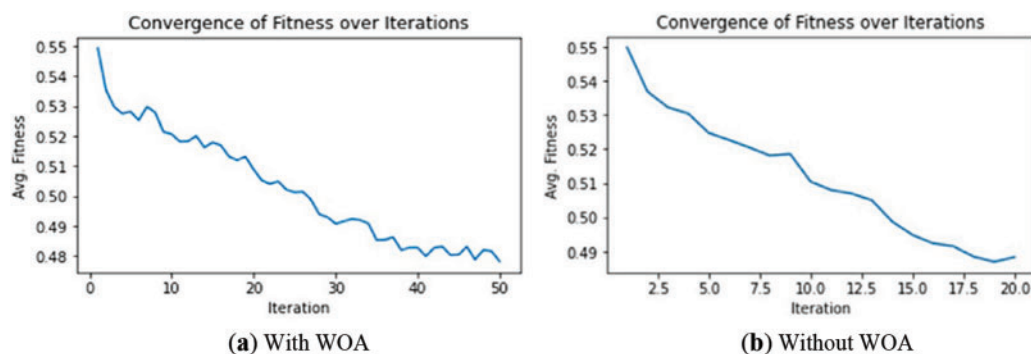 Convergence of Fitness over Iterations
Avg. Fitness
0.55
0.54
0.53
0.52
0.51
0.50
0.49
0.48
0 10 20 30 40 50
Iteration
(a) With WOA
Convergence of Fitness over Iterations
Avg. Fitness
0.55
0.54
0.53
0.52
0.51
0.50
0.49
2.5 5.0 7.5 10.0 12.5 15.0 17.5 20.0
Iteration
(b) Without WOA